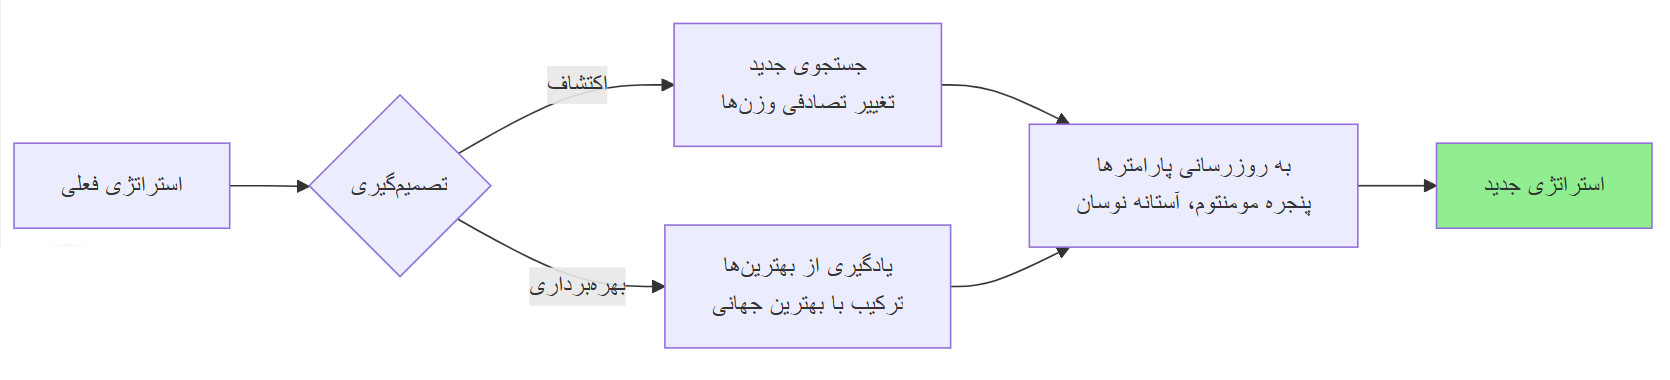 استراتژی فعلی
تصمیم‌گیری
اکتشاف
جستجوی جدید
تغییر تصادفی وزن‌ها
بهره‌برداری
یادگیری از بهترین‌ها
ترکیب با بهترین جهانی
به روزرسانی پارامترها
پنجره مومنتوم، آستانه نوسان
استراتژی جدید